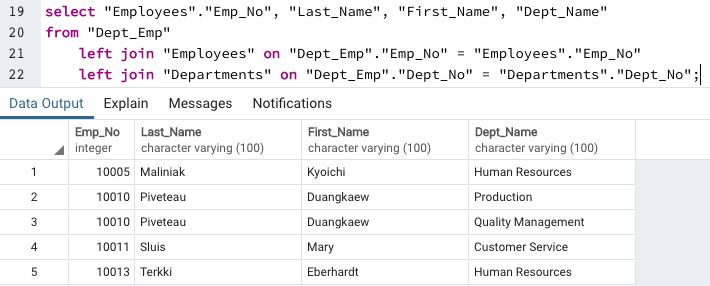 19 select "Employees"."Emp_No", "Last_Name", "First_Name", "Dept_Name"
20 from "Dept_Emp"
21 left join "Employees" on "Dept_Emp"."Emp_No" = "Employees"."Emp_No"
22 left join "Departments" on "Dept_Emp"."Dept_No" = "Departments"."Dept_No";
Data Output Explain Messages Notifications
Emp_No Last_Name First_Name Dept_Name
integer character varying (100) character varying (100) character varying (100)
1 10005 Maliniak Kyoichi Human Resources
2 10010 Piveteau Duangkaew Production
3 10010 Piveteau Duangkaew Quality Management
4 10011 Sluis Mary Customer Service
5 10013 Terkki Eberhardt Human Resources